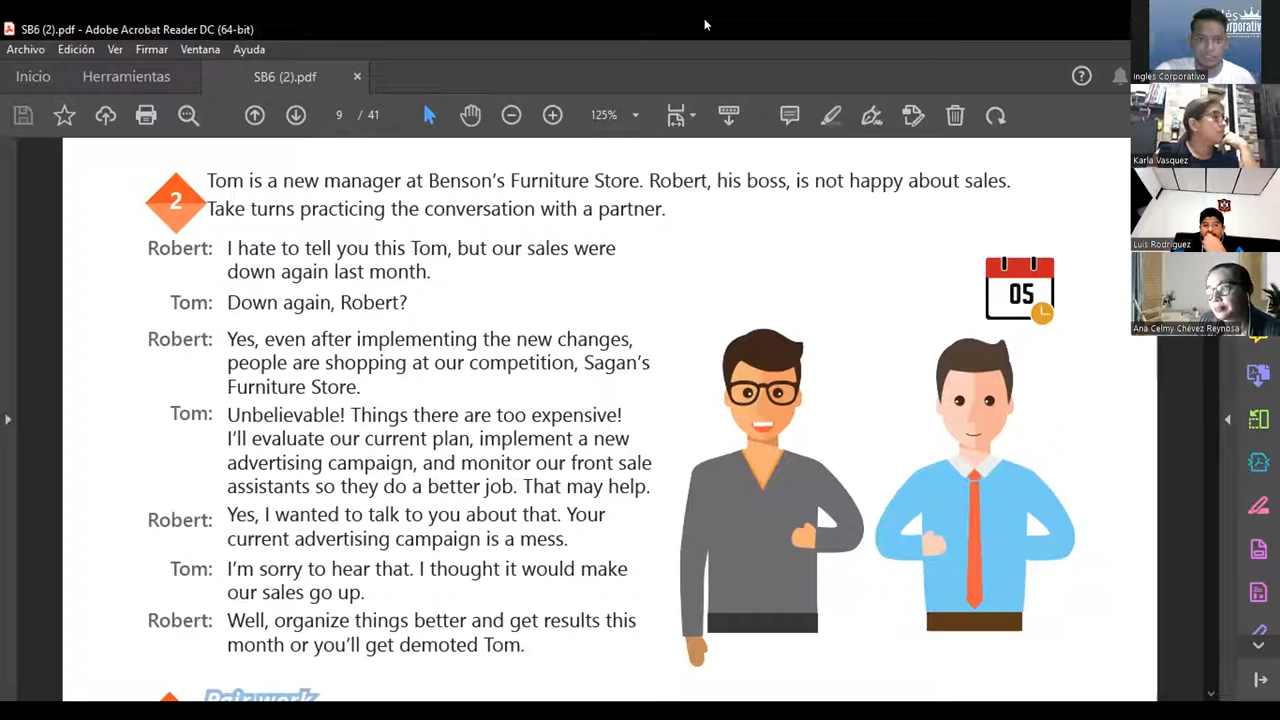 SB6 (2).pdf - Adobe Acrobat Reader DC (64-bit)
Archivo Edición Ver Firmar Ventana Ayuda
Inicio Herramientas SB6 (2).pdf ×
9 / 41 125%
2
Tom is a new manager at Benson's Furniture Store. Robert, his boss, is not happy about sales.
Take turns practicing the conversation with a partner.
Robert: I hate to tell you this Tom, but our sales were
down again last month.
Tom: Down again, Robert?
Robert: Yes, even after implementing the new changes,
people are shopping at our competition, Sagan's
Furniture Store.
Tom: Unbelievable! Things there are too expensive!
I'll evaluate our current plan, implement a new
advertising campaign, and monitor our front sale
assistants so they do a better job. That may help.
Robert: Yes, I wanted to talk to you about that. Your
current advertising campaign is a mess.
Tom: I'm sorry to hear that. I thought it would make
our sales go up.
Robert: Well, organize things better and get results this
month or you'll get demoted Tom.
Pair work
05
Ingles Corporativo
Karla Vasquez
Luis Rodriguez
Ana Celmy Chévez Reynosa